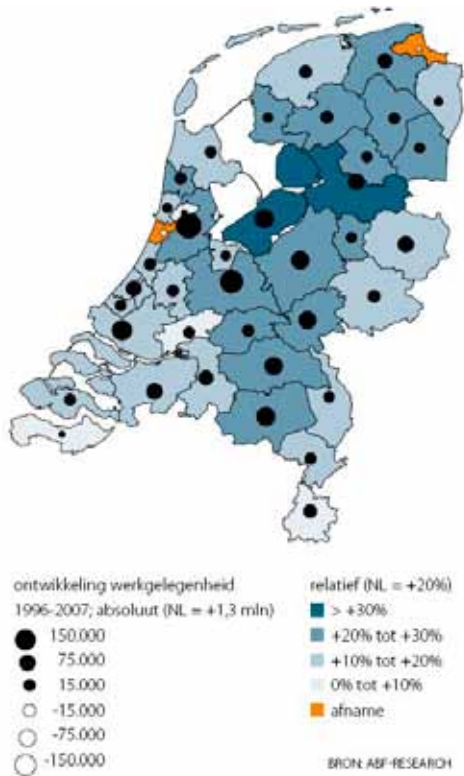 ontwikkeling werkgelegenheid
1996-2007; absoluut (NL = +1,3 mln)
150.000
75.000
15.000
-15.000
-75.000
-150.000
relatief (NL = +20%)
> +30%
+20% tot +30%
+10% tot +20%
0% tot +10%
afname
BRON: ABF-RESEARCH